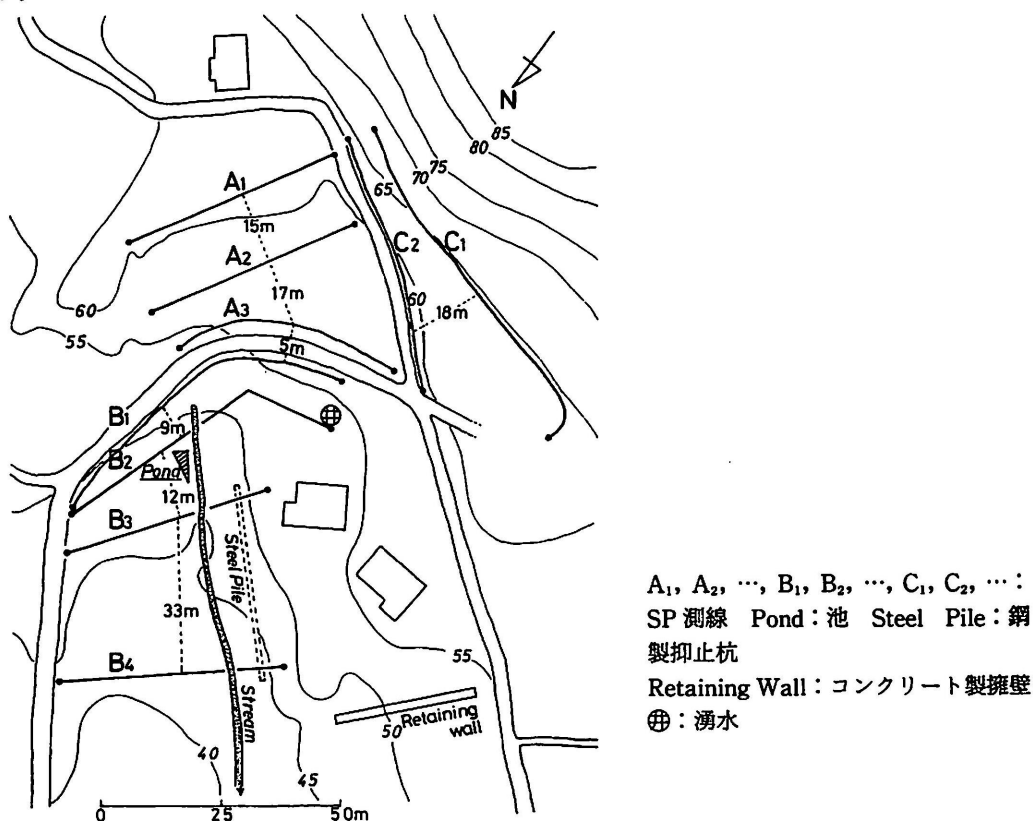 N
85
80
75
70
65
A1
15m
A2
C2
C1
17m
60
18m
60
A3
55
5m
B1
9m
B2
Pond
12m
B3
Steel Pile
33m
55
B4
Stream
Retaining
wall
50
40
45
0 25 50m
A₁, A₂, …, B₁, B₂, …, C₁, C₂, …:
SP 測線 Pond:池 Steel Pile:鋼
製抑止杭
Retaining Wall:コンクリート製擁壁
⊕:湧水